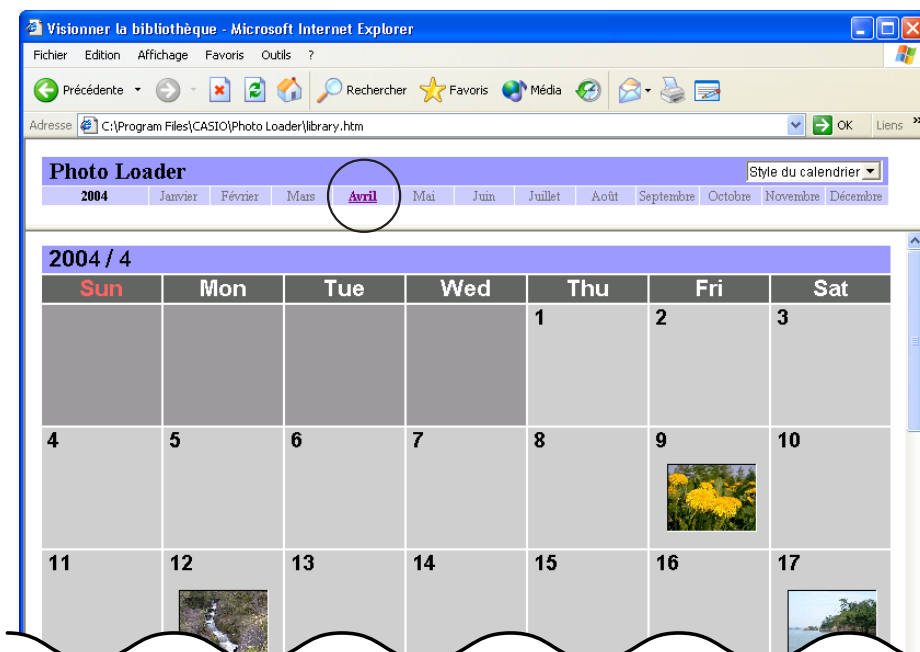 Visionner la bibliothèque - Microsoft Internet Explorer
Fichier Edition Affichage Favoris Outils ?
Précédente Rechercher Favoris Média
Adresse C:\Program Files\CASIO\Photo Loader\library.htm OK Liens »
Photo Loader Style du calendrier
2004 Janvier Février Mars Avril Mai Juin Juillet Août Septembre Octobre Novembre Décembre
2004 / 4
Sun Mon Tue Wed Thu Fri Sat
1 2 3
4 5 6 7 8 9 10
11 12 13 14 15 16 17